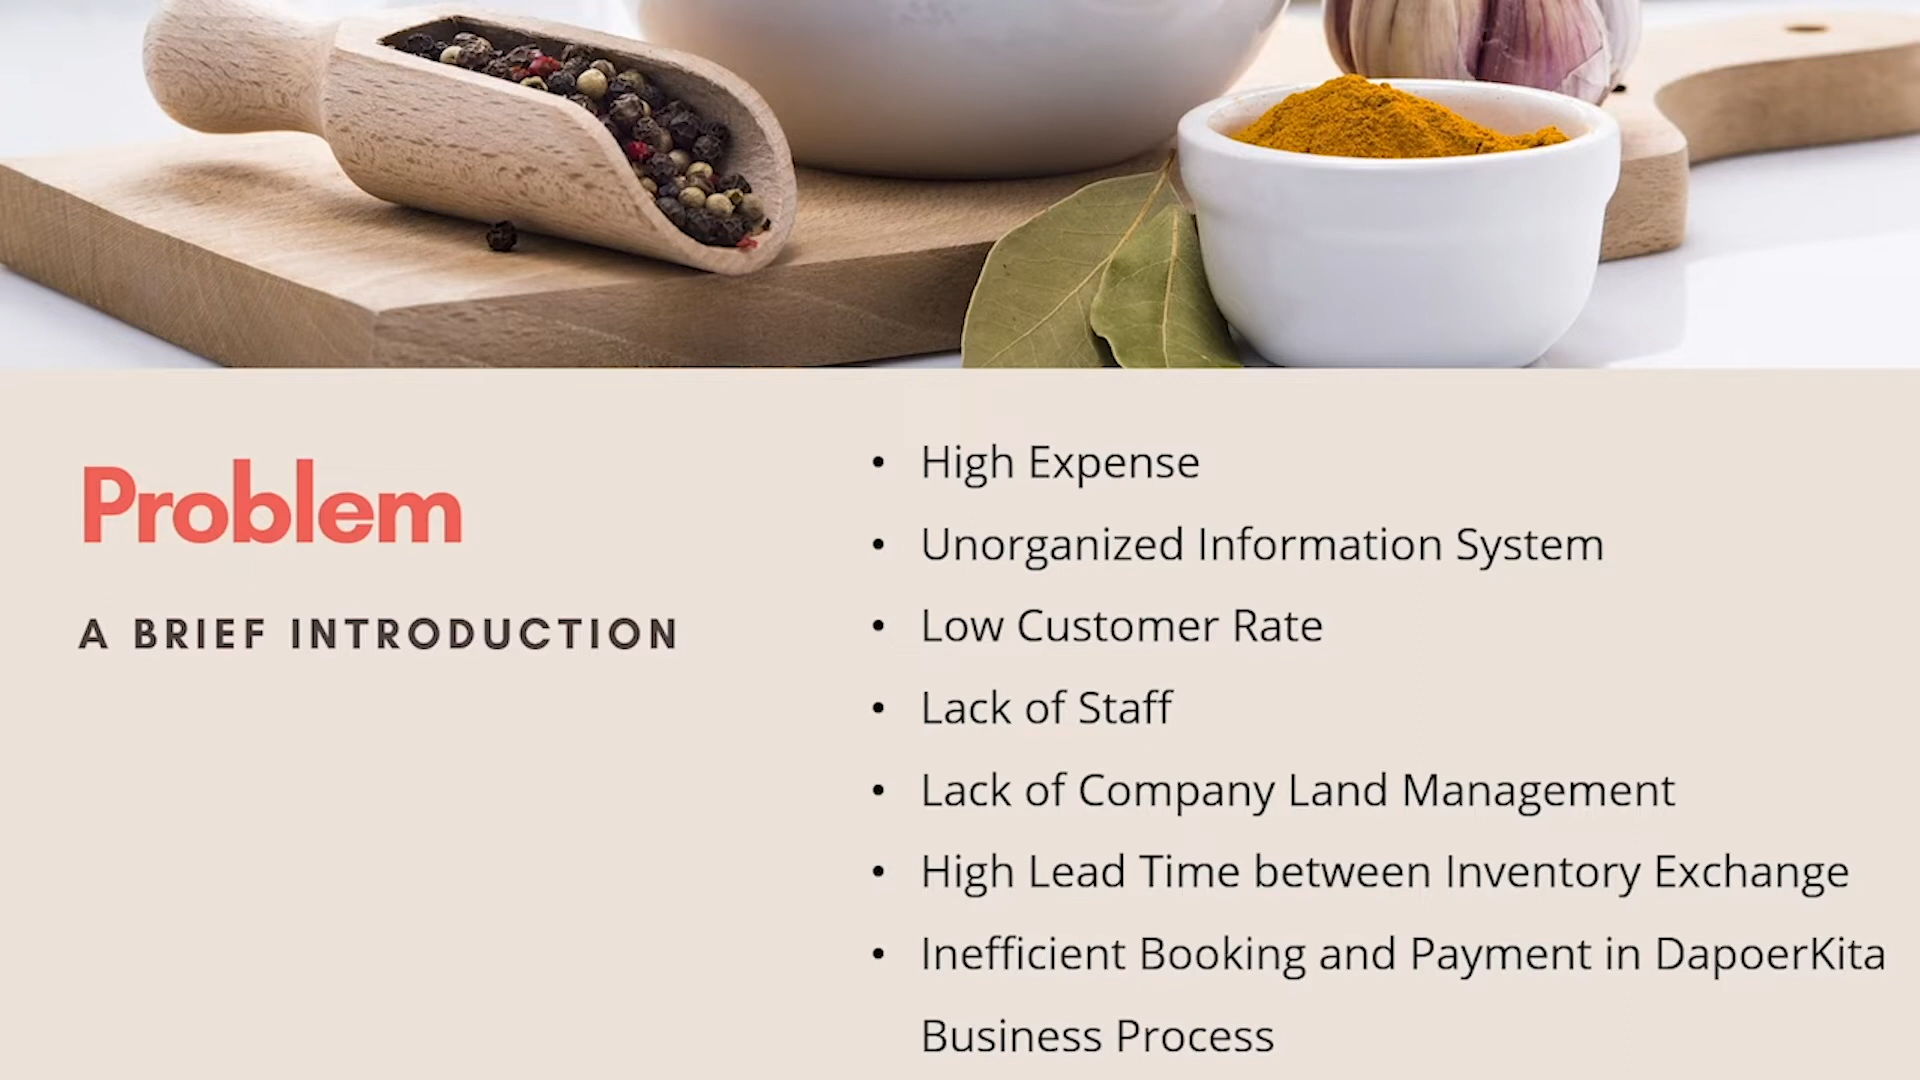 Problem
A BRIEF INTRODUCTION
• High Expense
• Unorganized Information System
• Low Customer Rate
• Lack of Staff
• Lack of Company Land Management
• High Lead Time between Inventory Exchange
• Inefficient Booking and Payment in DapoerKita
Business Process